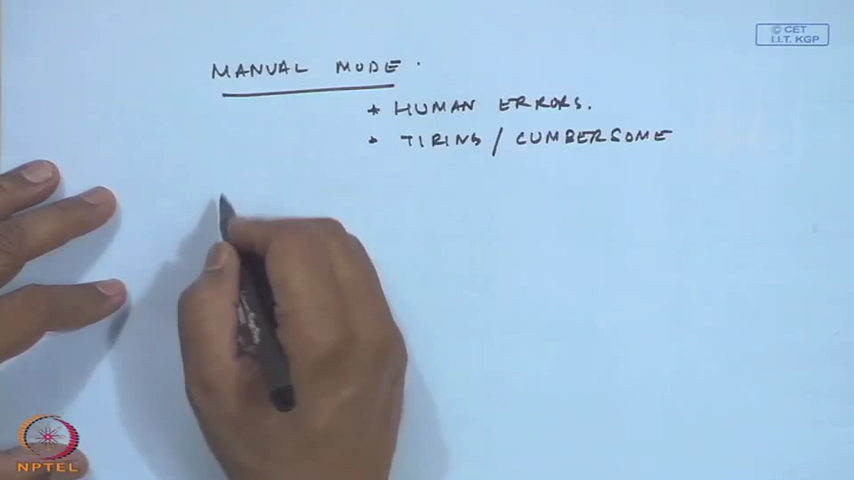 © CET
I.I.T. KGP
MANUAL MODE.
* HUMAN ERRORS.
* TIRING / CUMBERSOME
NPTEL